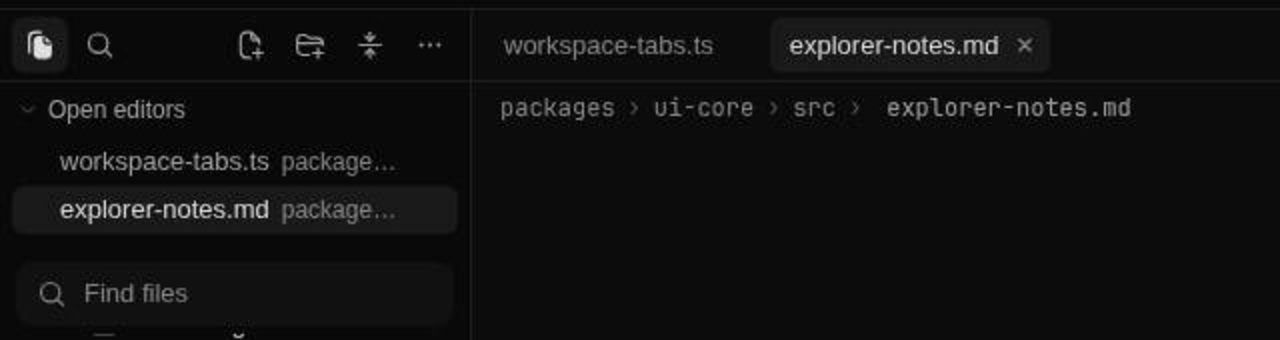 workspace-tabs.ts explorer-notes.md
Open editors
packages › ui-core › src › explorer-notes.md
workspace-tabs.ts package…
explorer-notes.md package…
Find files